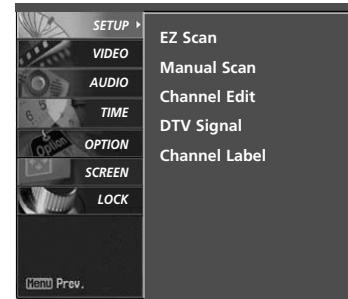 SETUP
VIDEO
AUDIO
TIME
OPTION
SCREEN
LOCK
EZ Scan
Manual Scan
Channel Edit
DTV Signal
Channel Label
Option
Menu Prev.